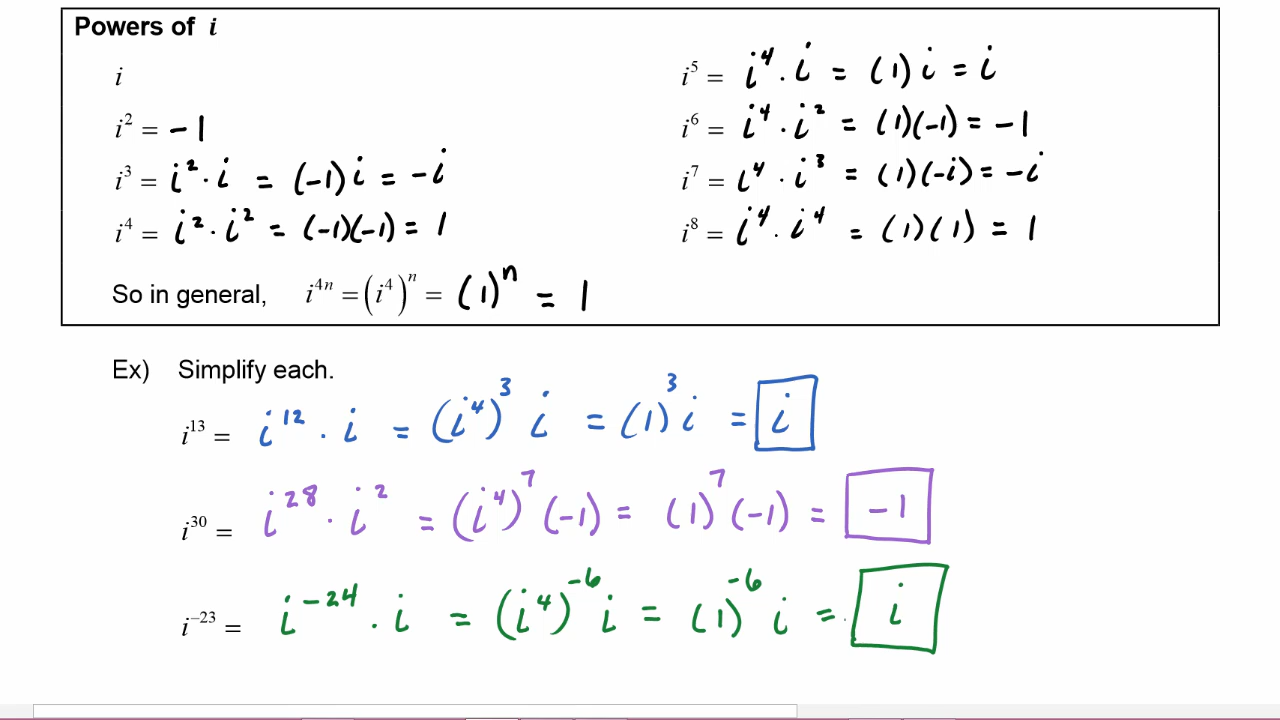 Powers of i
i
i² = -1
i³ = i² · i = (-1)i = -i
i⁴ = i² · i² = (-1)(-1) = 1
i⁵ = i⁴ · i = (1)i = i
i⁶ = i⁴ · i² = (1)(-1) = -1
i⁷ = i⁴ · i³ = (1)(-i) = -i
i⁸ = i⁴ · i⁴ = (1)(1) = 1
So in general, i⁴ⁿ = (i⁴)ⁿ = (1)ⁿ = 1
Ex) Simplify each.
i¹³ = i¹² · i = (i⁴)³ i = (1)³ i = i
i³⁰ = i²⁸ · i² = (i⁴)⁷ (-1) = (1)⁷ (-1) = -1
i⁻²³ = i⁻²⁴ · i = (i⁴)⁻⁶ i = (1)⁻⁶ i = i